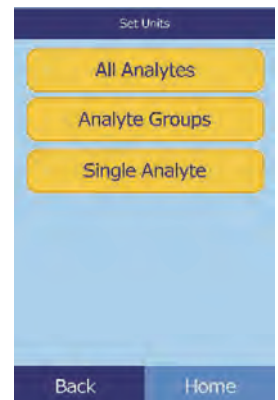 Set Units
All Analytes
Analyte Groups
Single Analyte
Back Home